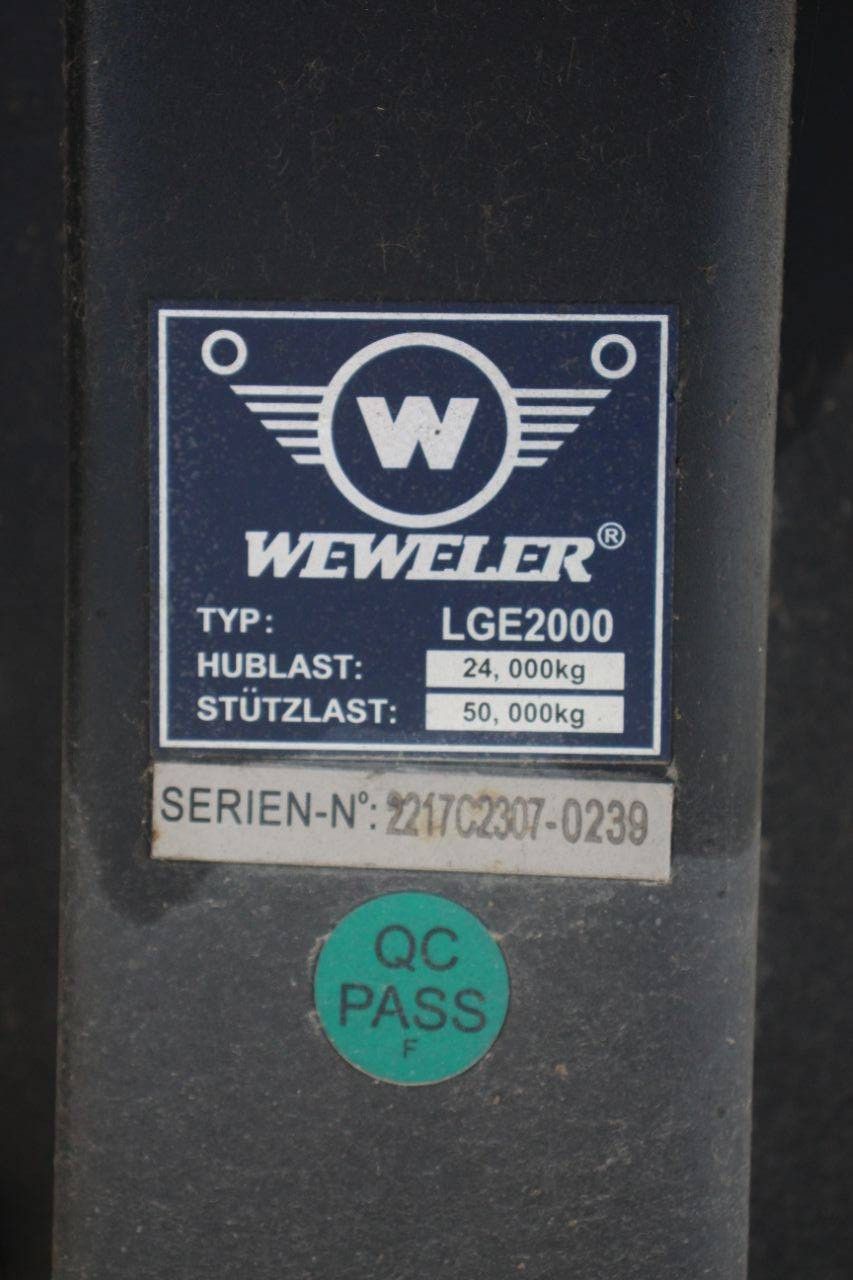 W
WEWELER®
TYP: LGE2000
HUBLAST: 24,000kg
STÜTZLAST: 50,000kg
SERIEN-N°: 2217C2307-0239
QC
PASS
F